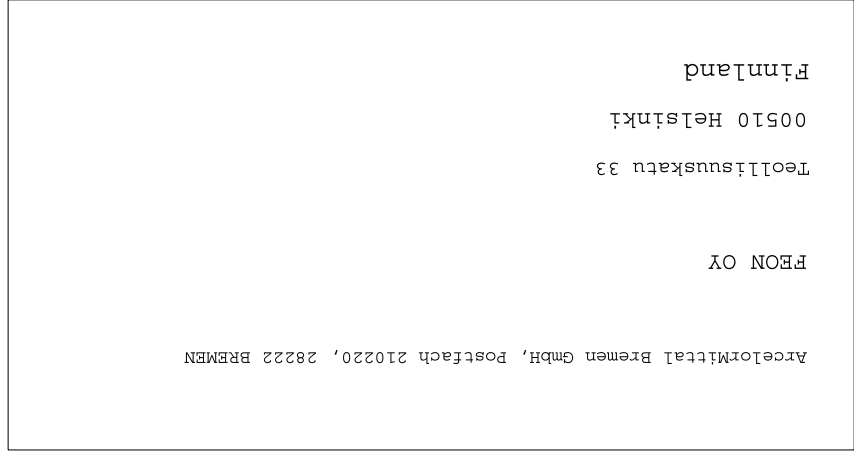 ArcelorMittal Bremen GmbH, Postfach 210220, 28222 BREMEN
FEON OY
Teollisuuskatu 33
00510 Helsinki
Finnland